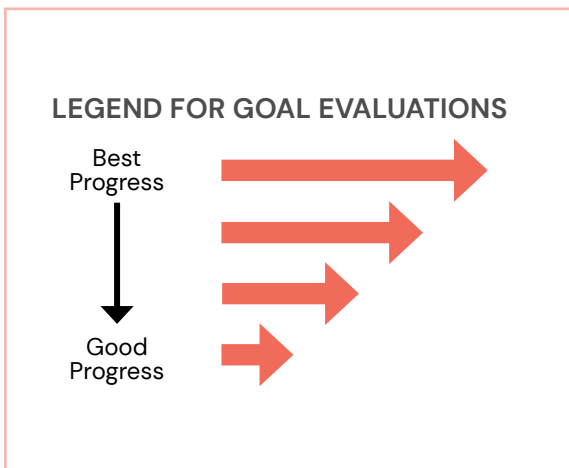 LEGEND FOR GOAL EVALUATIONS
Best
Progress
Good
Progress